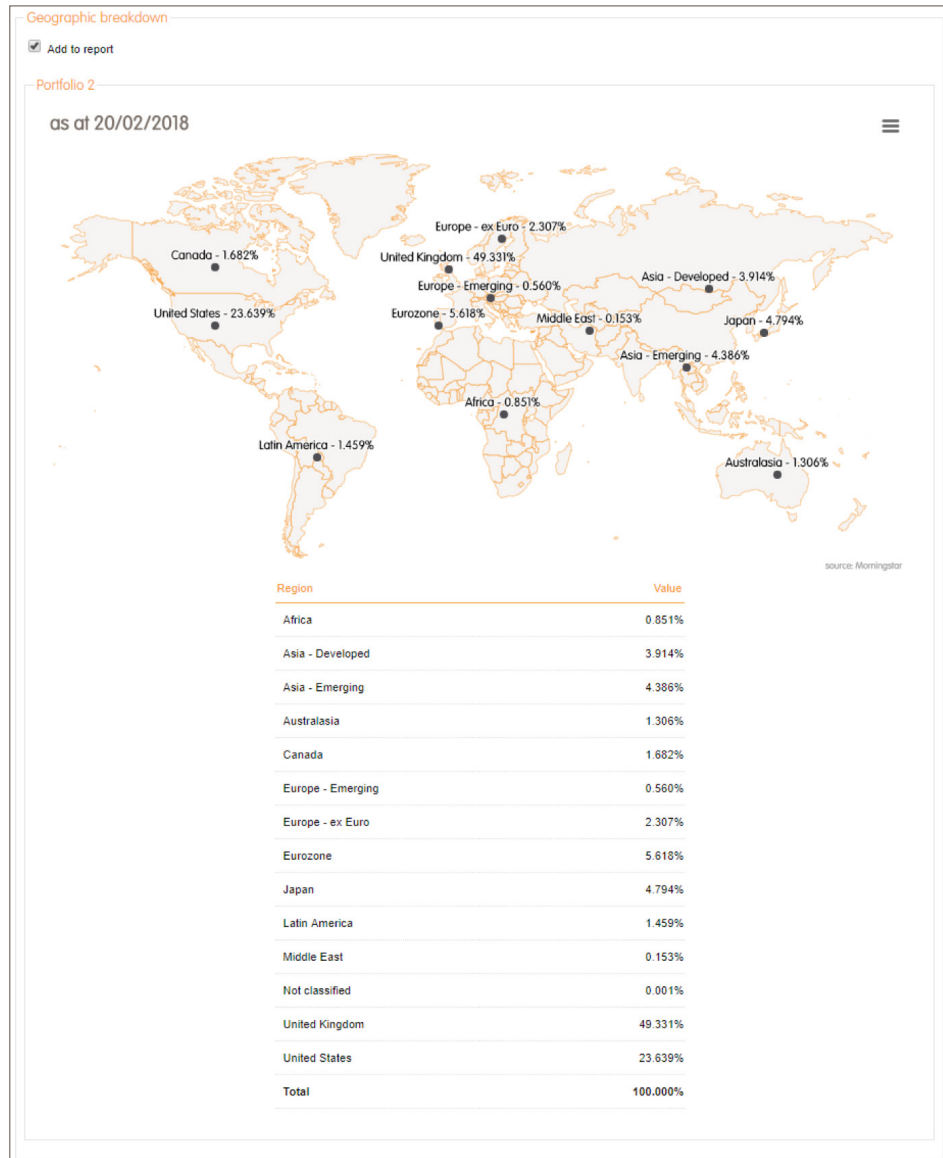 Geographic breakdown
Add to report
Portfolio 2
as at 20/02/2018
Europe - ex Euro - 2.307%
Canada - 1.682%
United Kingdom - 49.331%
Asia - Developed - 3.914%
Europe - Emerging - 0.560%
United States - 23.639%
Eurozone - 5.618%
Middle East - 0.153%
Japan - 4.794%
Asia - Emerging - 4.386%
Africa - 0.851%
Latin America - 1.459%
Australasia - 1.306%
source: Morningstar
Region Value
Africa 0.851%
Asia - Developed 3.914%
Asia - Emerging 4.386%
Australasia 1.306%
Canada 1.682%
Europe - Emerging 0.560%
Europe - ex Euro 2.307%
Eurozone 5.618%
Japan 4.794%
Latin America 1.459%
Middle East 0.153%
Not classified 0.001%
United Kingdom 49.331%
United States 23.639%
Total 100.000%